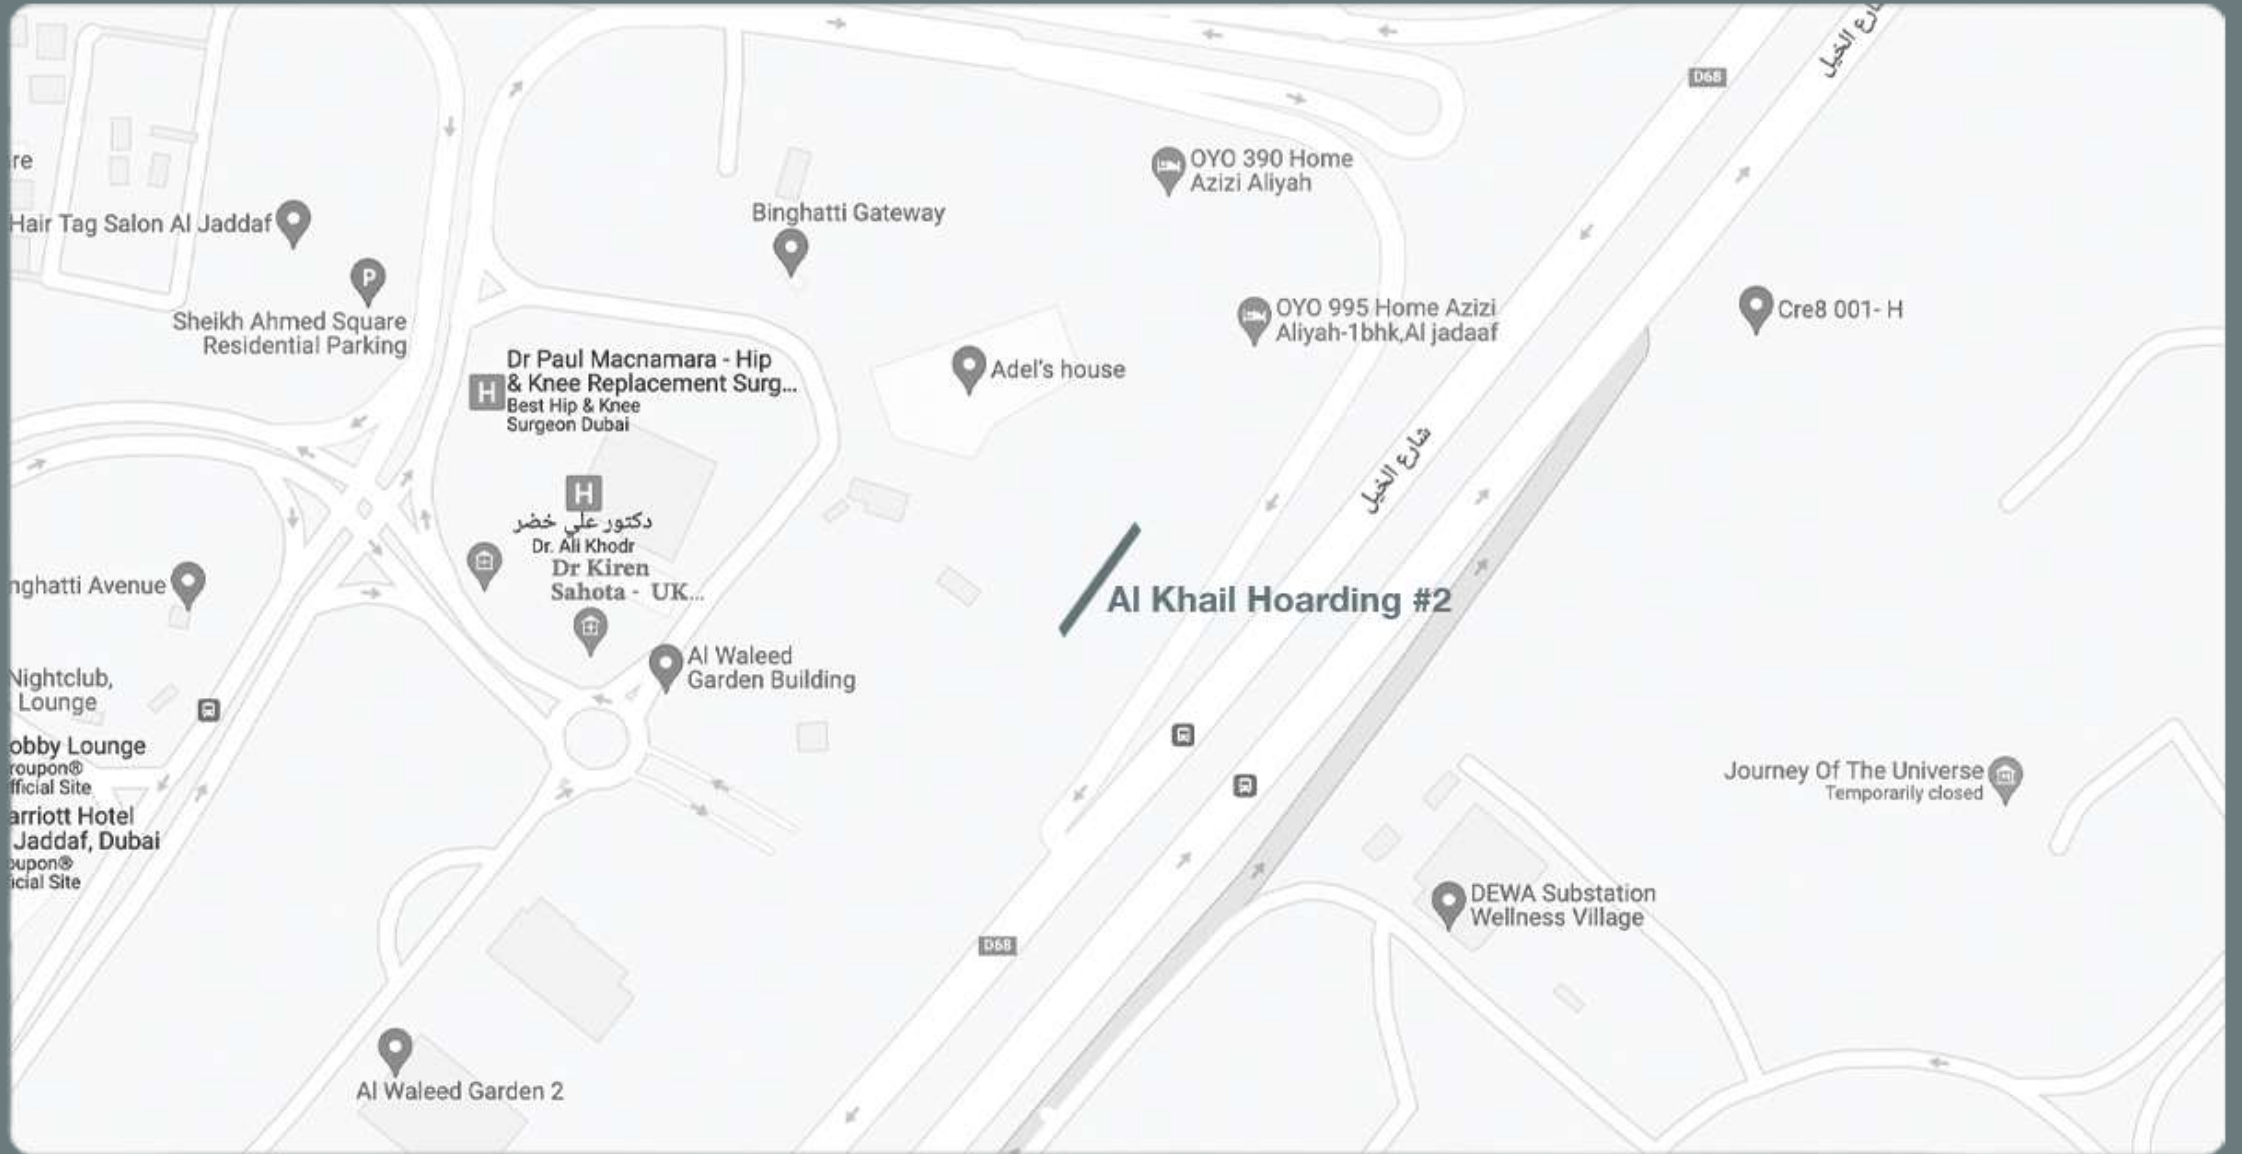 شارع الخيل
D68
re
OYO 390 Home
Azizi Aliyah
Hair Tag Salon Al Jaddaf
Binghatti Gateway
P
Sheikh Ahmed Square
Residential Parking
OYO 995 Home Azizi
Aliyah-1bhk,Al jadaaf
Cre8 001- H
Dr Paul Macnamara - Hip
& Knee Replacement Surg...
Best Hip & Knee
Surgeon Dubai
H
Adel's house
شارع الخيل
H
دكتور علي خضر
Dr. Ali Khodr
Dr Kiren
Sahota - UK...
nghatti Avenue
Al Khail Hoarding #2
Al Waleed
Garden Building
Nightclub,
Lounge
obby Lounge
roupon®
fficial Site
arriott Hotel
Jaddaf, Dubai
oupon®
icial Site
Journey Of The Universe
Temporarily closed
DEWA Substation
Wellness Village
D68
Al Waleed Garden 2